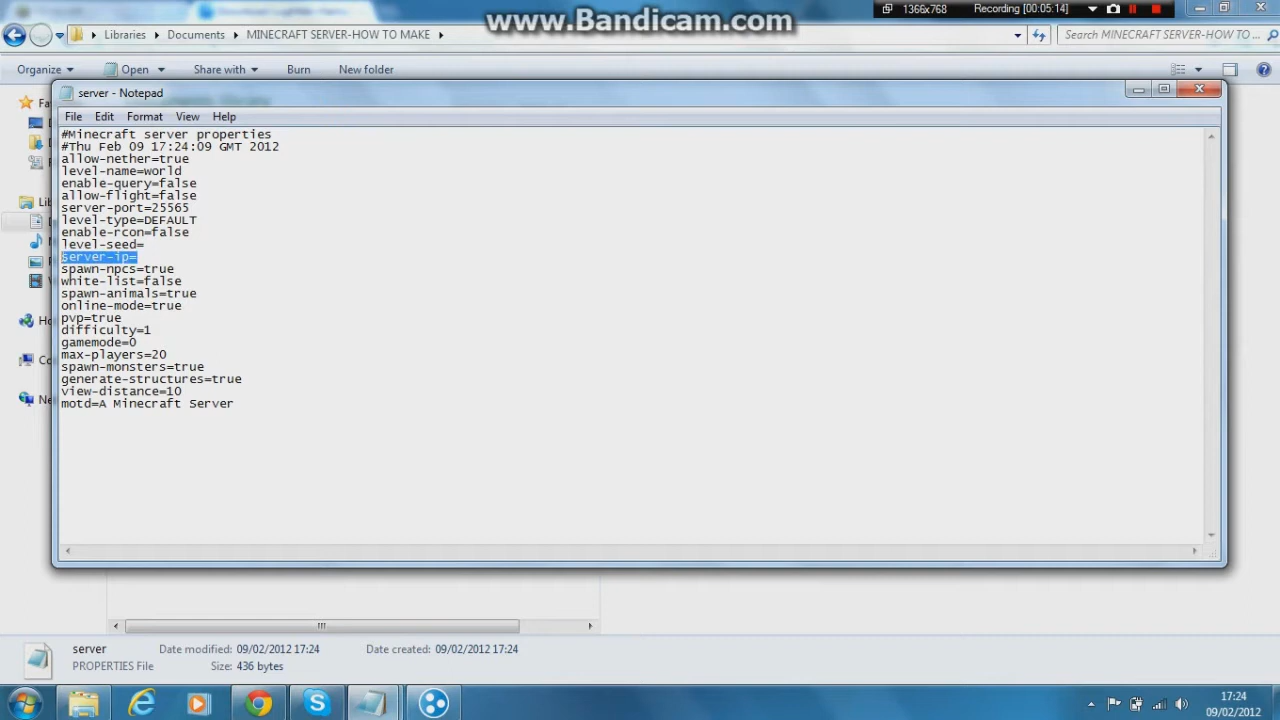 www.Bandicam.com
1366x768
Recording [00:05:14]
Libraries
Documents
MINECRAFT SERVER-HOW TO MAKE
Search MINECRAFT SERVER-HOW TO ...
Organize
Open
Share with
Burn
New folder
server - Notepad
File Edit Format View Help
#Minecraft server properties
#Thu Feb 09 17:24:09 GMT 2012
allow-nether=true
level-name=world
enable-query=false
allow-flight=false
server-port=25565
level-type=DEFAULT
enable-rcon=false
level-seed=
server-ip=
spawn-npcs=true
white-list=false
spawn-animals=true
online-mode=true
pvp=true
difficulty=1
gamemode=0
max-players=20
spawn-monsters=true
generate-structures=true
view-distance=10
motd=A Minecraft Server
server
Date modified: 09/02/2012 17:24
Date created: 09/02/2012 17:24
PROPERTIES File
Size: 436 bytes
17:24
09/02/2012